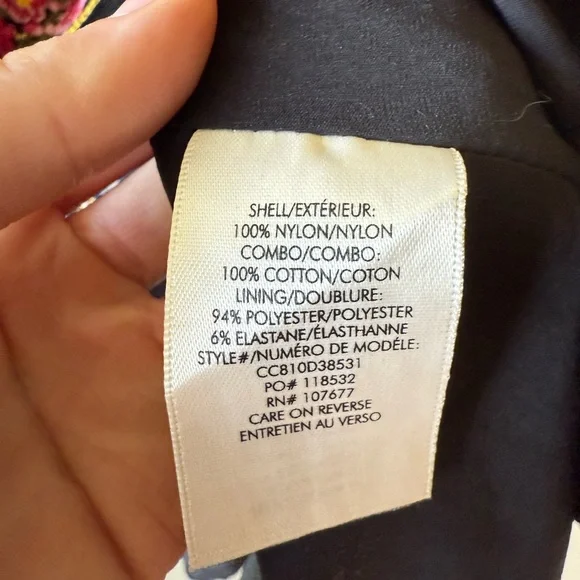 SHELL/EXTÉRIEUR:
100% NYLON/NYLON
COMBO/COMBO:
100% COTTON/COTON
LINING/DOUBLURE:
94% POLYESTER/POLYESTER
6% ELASTANE/ÉLASTHANNE
STYLE#/NUMÉRO DE MODÉLE:
CC810D38531
PO# 118532
RN# 107677
CARE ON REVERSE
ENTRETIEN AU VERSO